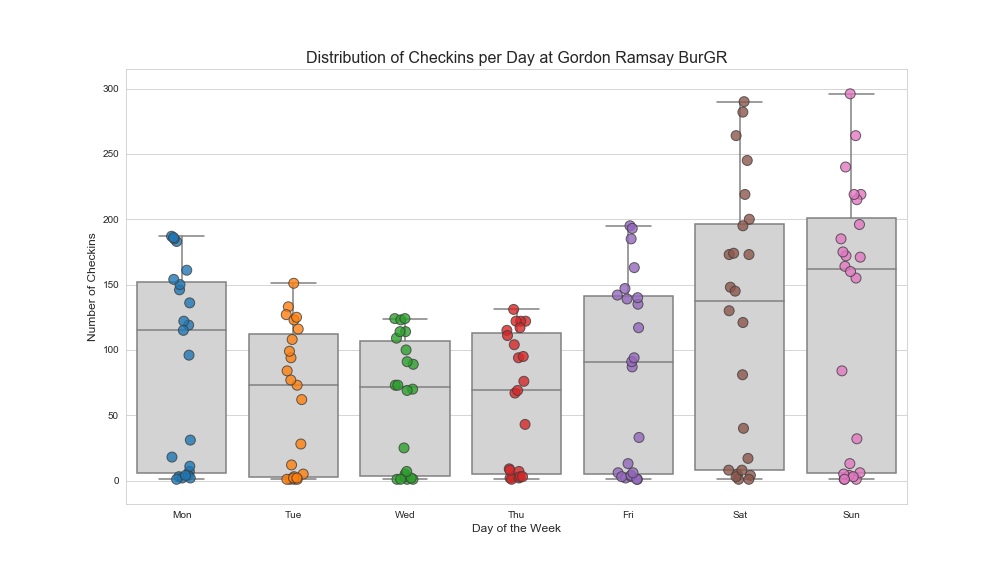 Distribution of Checkins per Day at Gordon Ramsay BurGR
300
250
200
150
100
50
0
Number of Checkins
Mon Tue Wed Thu Fri Sat Sun
Day of the Week